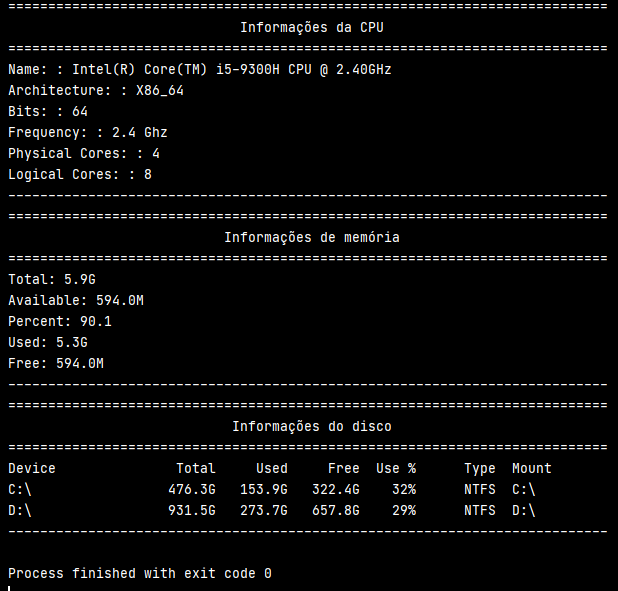 ===========================================================================
Informações da CPU
===========================================================================
Name: : Intel(R) Core(TM) i5-9300H CPU @ 2.40GHz
Architecture: : X86_64
Bits: : 64
Frequency: : 2.4 Ghz
Physical Cores: : 4
Logical Cores: : 8
---------------------------------------------------------------------------
===========================================================================
Informações de memória
===========================================================================
Total: 5.9G
Available: 594.0M
Percent: 90.1
Used: 5.3G
Free: 594.0M
---------------------------------------------------------------------------
===========================================================================
Informações do disco
===========================================================================
Device               Total     Used     Free  Use %      Type  Mount
C:\                 476.3G   153.9G   322.4G    32%      NTFS  C:\
D:\                 931.5G   273.7G   657.8G    29%      NTFS  D:\
---------------------------------------------------------------------------
Process finished with exit code 0